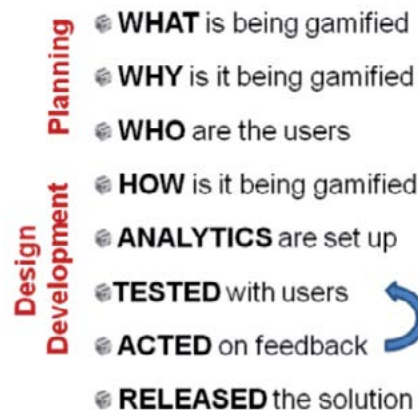 Planning
WHAT is being gamified
WHY is it being gamified
WHO are the users
Design
Development
HOW is it being gamified
ANALYTICS are set up
TESTED with users
ACTED on feedback
RELEASED the solution